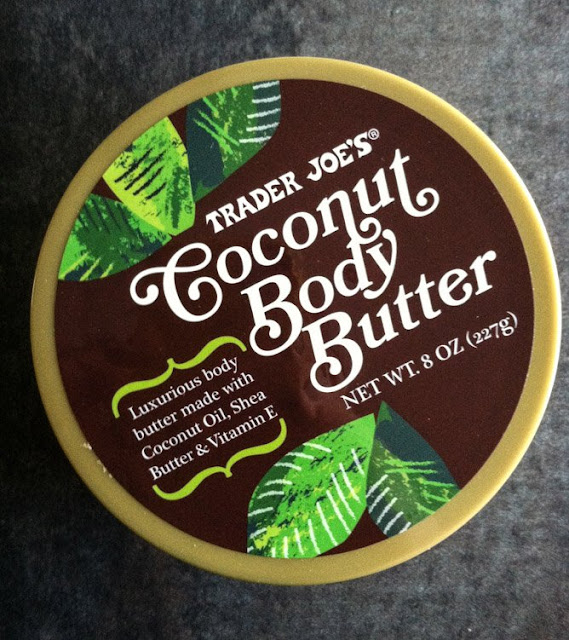 TRADER JOE'S®
Coconut
Body
Butter
NET WT. 8 OZ (227g)
Luxurious body
butter made with
Coconut Oil, Shea
Butter & Vitamin E